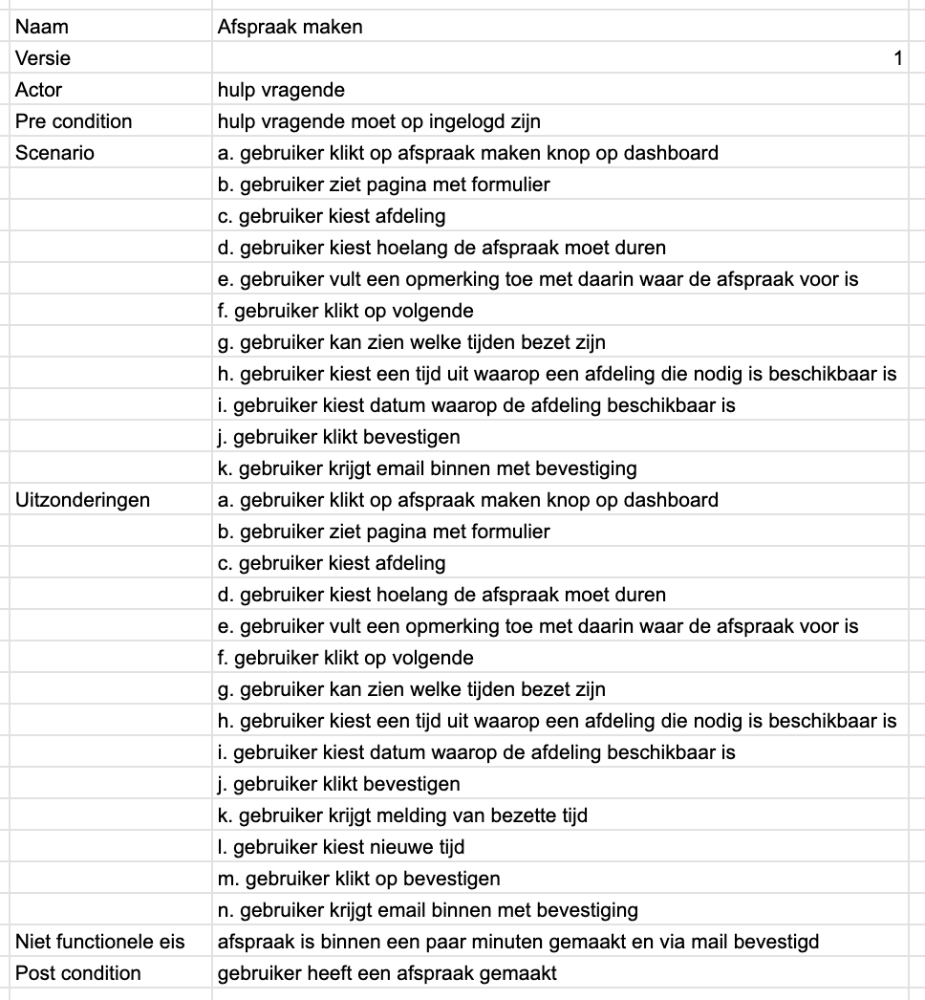 Naam Afspraak maken
Versie 1
Actor hulp vragende
Pre condition hulp vragende moet op ingelogd zijn
Scenario a. gebruiker klikt op afspraak maken knop op dashboard
b. gebruiker ziet pagina met formulier
c. gebruiker kiest afdeling
d. gebruiker kiest hoelang de afspraak moet duren
e. gebruiker vult een opmerking toe met daarin waar de afspraak voor is
f. gebruiker klikt op volgende
g. gebruiker kan zien welke tijden bezet zijn
h. gebruiker kiest een tijd uit waarop een afdeling die nodig is beschikbaar is
i. gebruiker kiest datum waarop de afdeling beschikbaar is
j. gebruiker klikt bevestigen
k. gebruiker krijgt email binnen met bevestiging
Uitzonderingen a. gebruiker klikt op afspraak maken knop op dashboard
b. gebruiker ziet pagina met formulier
c. gebruiker kiest afdeling
d. gebruiker kiest hoelang de afspraak moet duren
e. gebruiker vult een opmerking toe met daarin waar de afspraak voor is
f. gebruiker klikt op volgende
g. gebruiker kan zien welke tijden bezet zijn
h. gebruiker kiest een tijd uit waarop een afdeling die nodig is beschikbaar is
i. gebruiker kiest datum waarop de afdeling beschikbaar is
j. gebruiker klikt bevestigen
k. gebruiker krijgt melding van bezette tijd
l. gebruiker kiest nieuwe tijd
m. gebruiker klikt op bevestigen
n. gebruiker krijgt email binnen met bevestiging
Niet functionele eis afspraak is binnen een paar minuten gemaakt en via mail bevestigd
Post condition gebruiker heeft een afspraak gemaakt